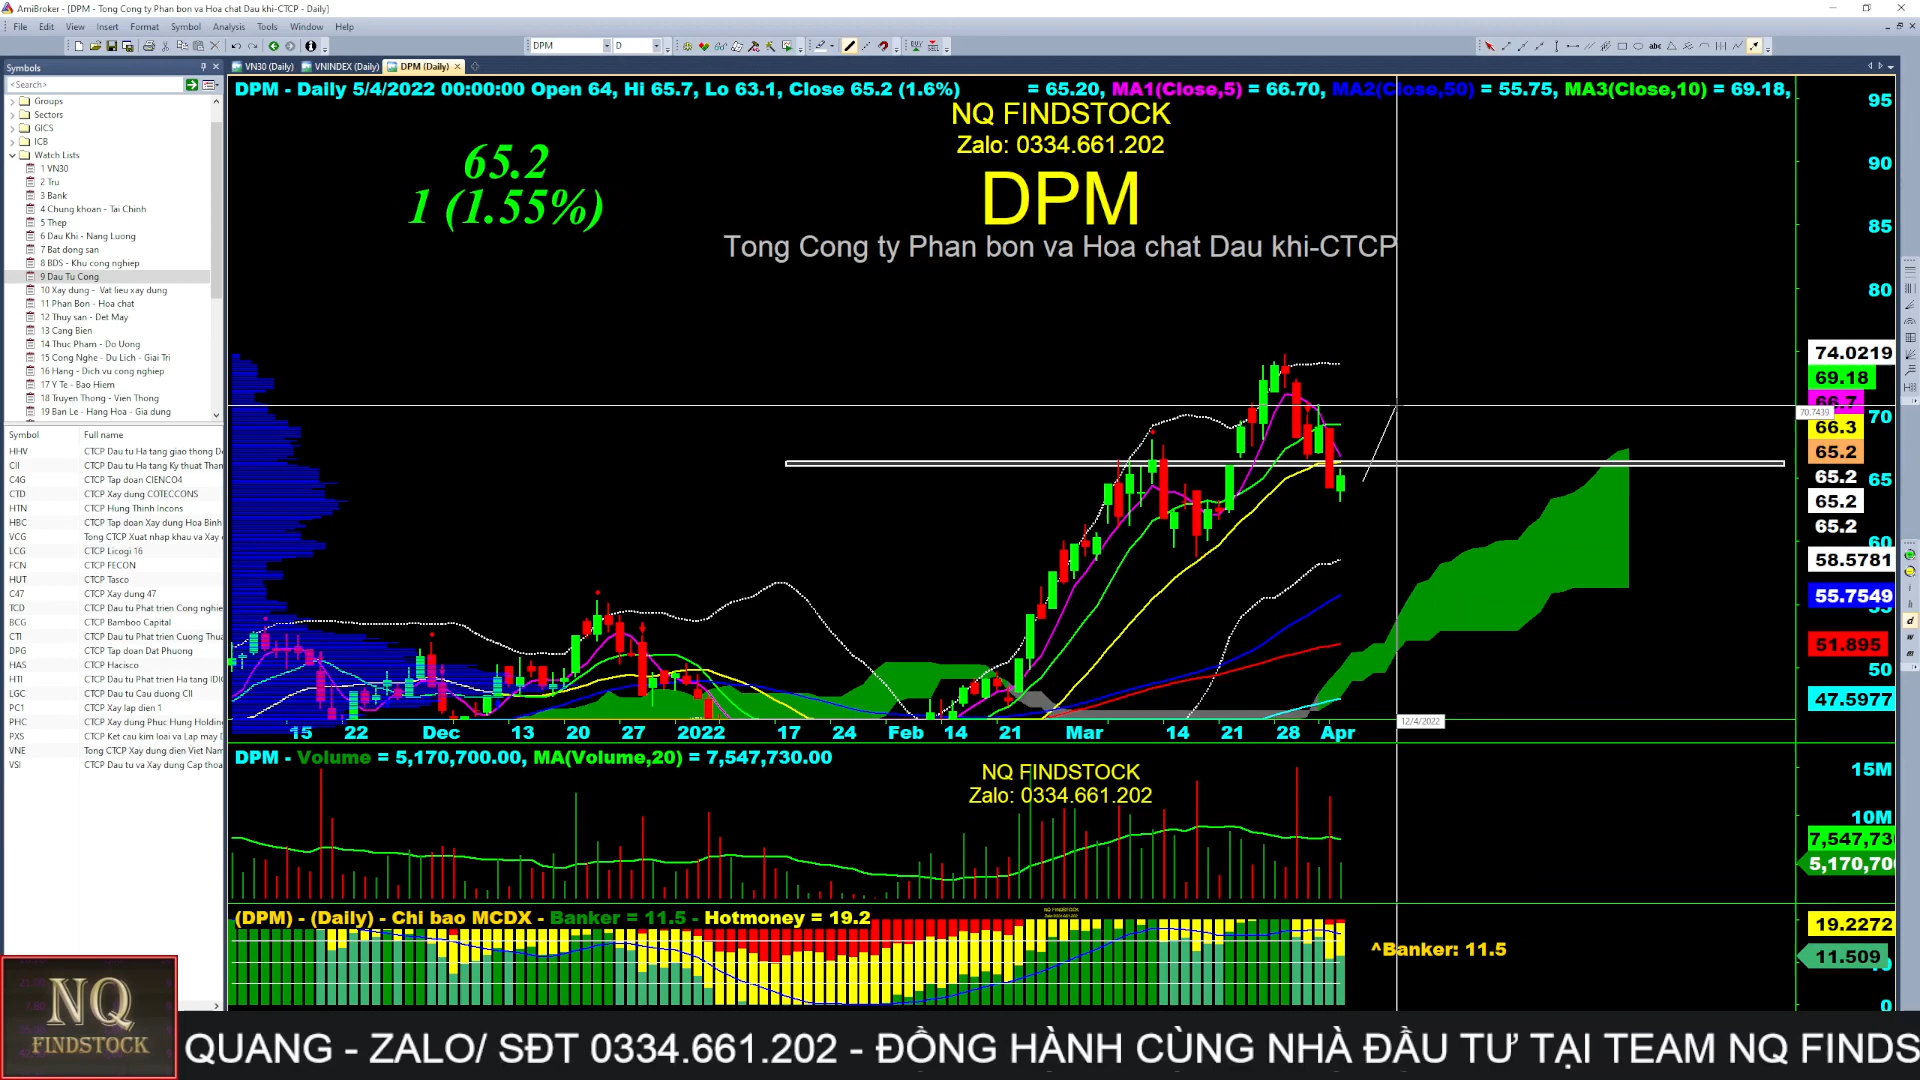 AmiBroker - [DPM - Tong Cong ty Phan bon va Hoa chat Dau khi-CTCP - Daily]
File Edit View Insert Format Symbol Analysis Tools Window Help
DPM
D
BUY
abc
Symbols
<Search>
VN30 (Daily)
VNINDEX (Daily)
DPM (Daily)
Groups
Sectors
GICS
ICB
Watch Lists
1 VN30
2 Tru
3 Bank
4 Chung khoan - Tai Chinh
5 Thep
6 Dau Khi - Nang Luong
7 Bat dong san
8 BDS - Khu cong nghiep
9 Dau Tu Cong
10 Xay dung - Vat lieu xay dung
11 Phan Bon - Hoa chat
12 Thuy san - Det May
13 Cang Bien
14 Thuc Pham - Do Uong
15 Cong Nghe - Du Lich - Giai Tri
16 Hang - Dich vu cong nghiep
17 Y Te - Bao Hiem
18 Truyen Thong - Vien Thong
19 Ban Le - Hang Hoa - Gia dung
Symbol Full name
HHV CTCP Dau tu Ha tang giao thong De
CII CTCP Dau tu Ha tang Ky thuat Than
C4G CTCP Tap doan CIENCO4
CTD CTCP Xay dung COTECCONS
HTN CTCP Hung Thinh Incons
HBC CTCP Tap doan Xay dung Hoa Binh
VCG Tong CTCP Xuat nhap khau va Xay
LCG CTCP Licogi 16
FCN CTCP FECON
HUT CTCP Tasco
C47 CTCP Xay dung 47
TCD CTCP Dau tu Phat trien Cong nghie
BCG CTCP Bamboo Capital
CTI CTCP Dau tu Phat trien Cuong Thua
DPG CTCP Tap doan Dat Phuong
HAS CTCP Hacisco
HTI CTCP Dau tu Phat trien Ha tang IDIC
LGC CTCP Dau tu Cau duong CII
PC1 CTCP Xay lap dien 1
PHC CTCP Xay dung Phuc Hung Holding
PXS CTCP Ket cau kim loai va Lap may D
VNE Tong CTCP Xay dung dien Viet Nam
VSI CTCP Dau tu va Xay dung Cap thoa
DPM - Daily 5/4/2022 00:00:00 Open 64, Hi 65.7, Lo 63.1, Close 65.2 (1.6%) = 65.20, MA1(Close,5) = 66.70, MA2(Close,50) = 55.75, MA3(Close,10) = 69.18,
NQ FINDSTOCK
Zalo: 0334.661.202
DPM
Tong Cong ty Phan bon va Hoa chat Dau khi-CTCP
65.2
1 (1.55%)
95
90
85
80
74.0219
69.18
66.7
70.7439
70
66.3
65.2
65.2
65
65.2
65.2
60
58.5781
55.7549
55
51.895
50
47.5977
12/4/2022
15 22 Dec 13 20 27 2022 17 24 Feb 14 21 Mar 14 21 28 Apr
DPM - Volume = 5,170,700.00, MA(Volume,20) = 7,547,730.00
NQ FINDSTOCK
Zalo: 0334.661.202
15M
10M
7,547,73
5,170,70
(DPM) - (Daily) - Chi bao MCDX - Banker = 11.5 - Hotmoney = 19.2
^Banker: 11.5
19.2272
11.509
0
d
w
m
NQ
FINDSTOCK
QUANG - ZALO/ SĐT 0334.661.202 - ĐỒNG HÀNH CÙNG NHÀ ĐẦU TƯ TẠI TEAM NQ FINDS